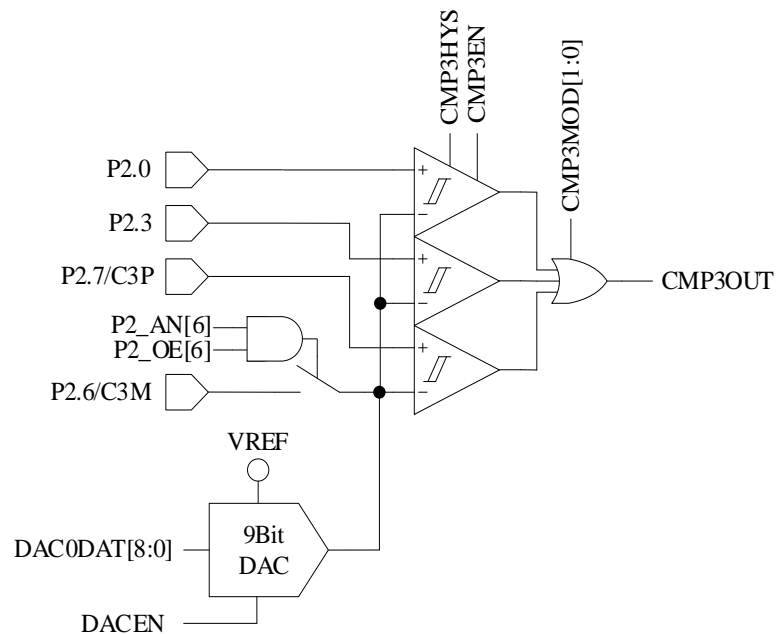 CMP3HYS
CMP3EN
CMP3MOD[1:0]
P2.0
P2.3
P2.7/C3P
P2_AN[6]
P2_OE[6]
P2.6/C3M
+
−
+
−
+
−
CMP3OUT
VREF
DAC0DAT[8:0]
9Bit
DAC
DACEN